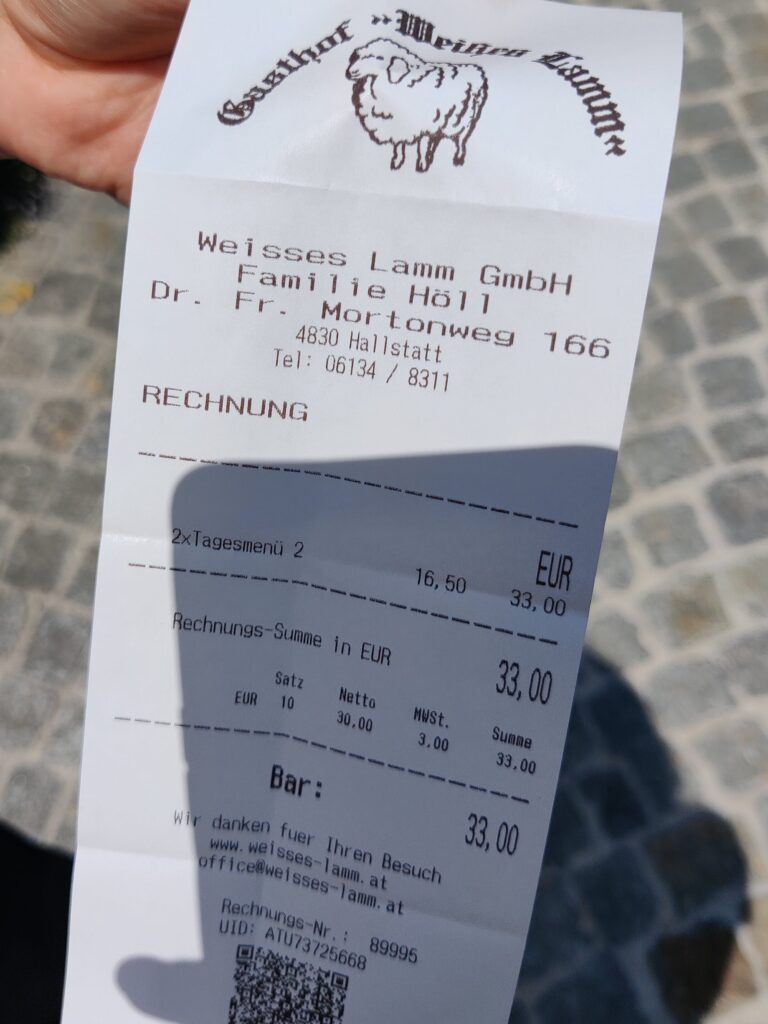 Gasthof »Weißes Lamm«
Weisses Lamm GmbH
Familie Höll
Dr. Fr. Mortonweg 166
4830 Hallstatt
Tel: 06134 / 8311
RECHNUNG
EUR
2xTagesmenü 2 16,50 33,00
Rechnungs-Summe in EUR 33,00
Satz Netto MWSt. Summe
EUR 10 30,00 3.00 33.00
Bar: 33,00
Wir danken fuer Ihren Besuch
www.weisses-lamm.at
office@weisses-lamm.at
Rechnungs-Nr.: 89995
UID: ATU73725668